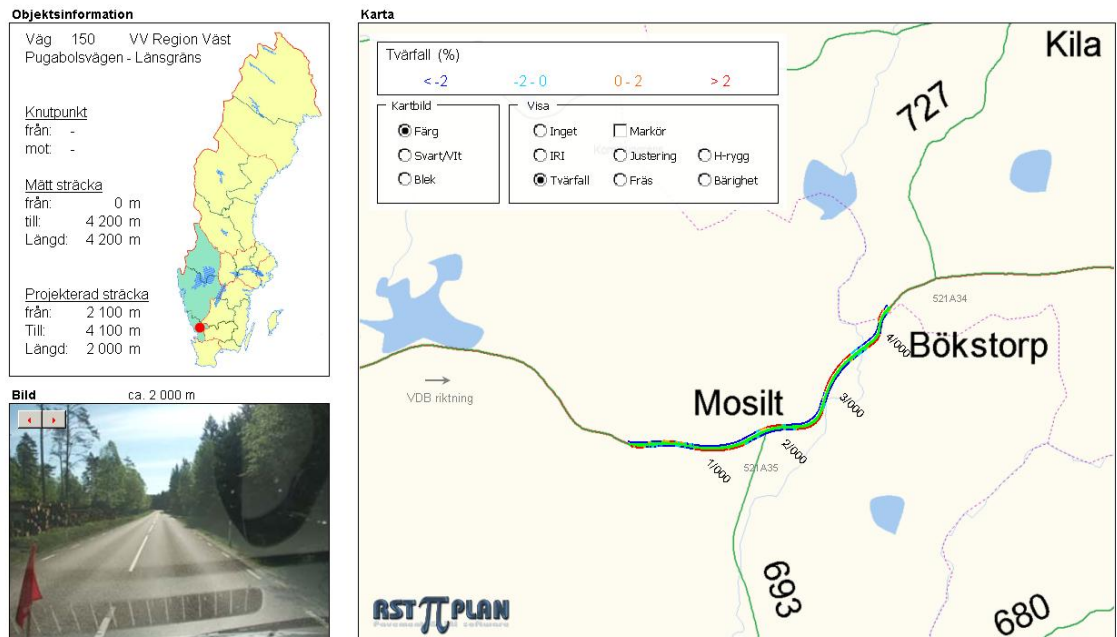 Objektsinformation
Väg 150 VV Region Väst
Pugabolsvägen - Länsgräns
Knutpunkt
från: -
mot: -
Mätt sträcka
från: 0 m
till: 4 200 m
Längd: 4 200 m
Projekterad sträcka
från: 2 100 m
Till: 4 100 m
Längd: 2 000 m
Bild ca. 2 000 m
Karta
Tvärfall (%)
< -2 -2 - 0 0 - 2 > 2
Kartbild
Färg
Svart/Vit
Blek
Visa
Inget Markör
IRI Justering H-rygg
Tvärfall Fräs Bärighet
Kila
727
521A34
Bökstorp
4/000
VDB riktning
Mosilt
3/000
2/000
1/000
521A35
693
680
RST PLAN